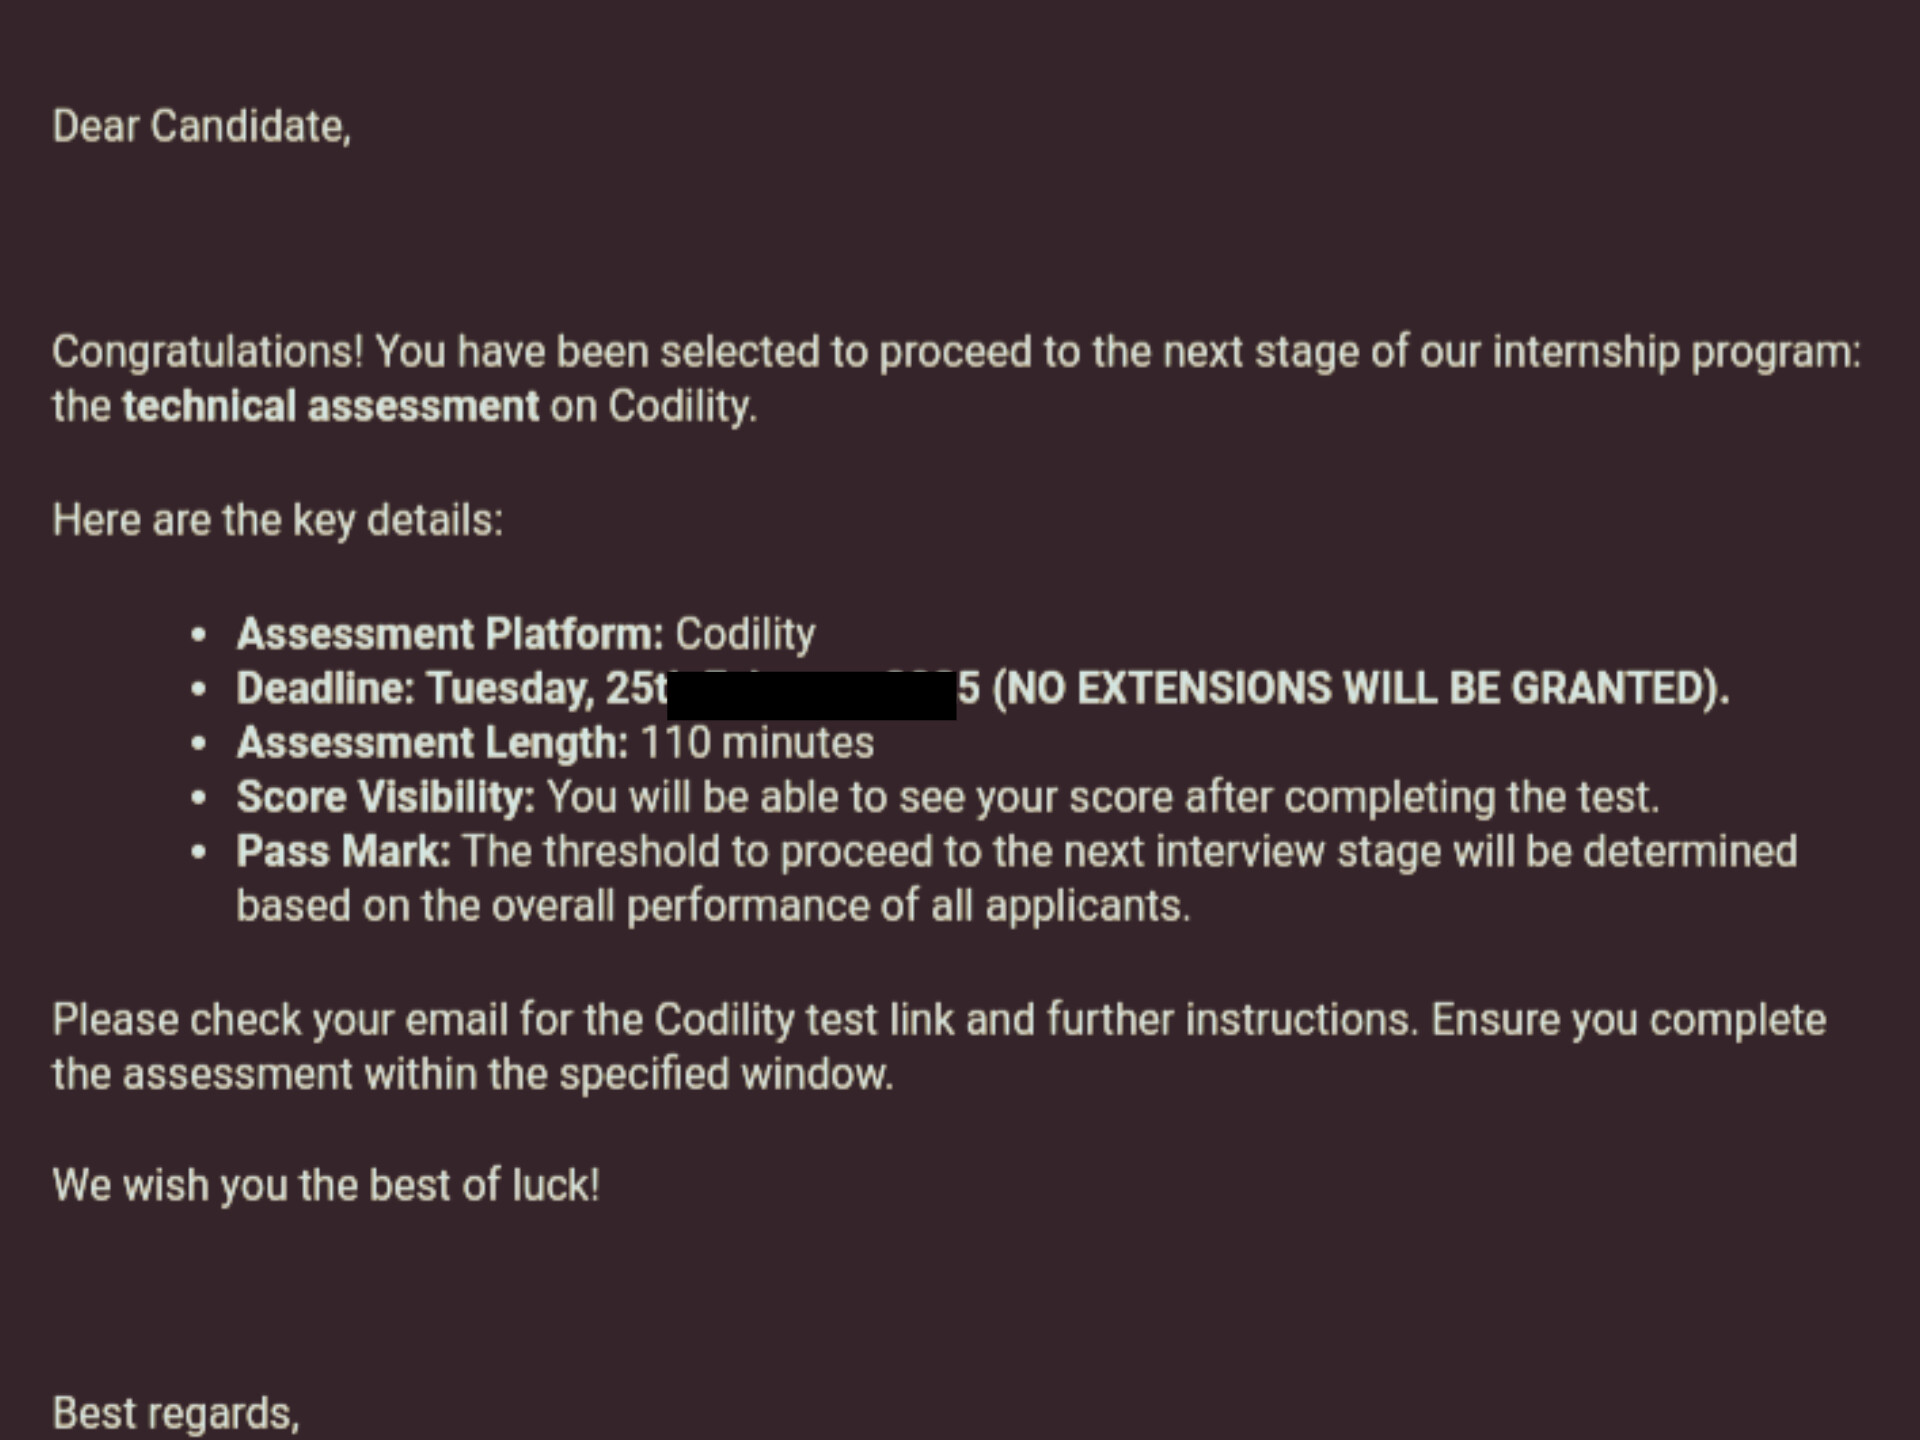 Dear Candidate,
Congratulations! You have been selected to proceed to the next stage of our internship program:
the technical assessment on Codility.
Here are the key details:
• Assessment Platform: Codility
• Deadline: Tuesday, 25t 5 (NO EXTENSIONS WILL BE GRANTED).
• Assessment Length: 110 minutes
• Score Visibility: You will be able to see your score after completing the test.
• Pass Mark: The threshold to proceed to the next interview stage will be determined
based on the overall performance of all applicants.
Please check your email for the Codility test link and further instructions. Ensure you complete
the assessment within the specified window.
We wish you the best of luck!
Best regards,